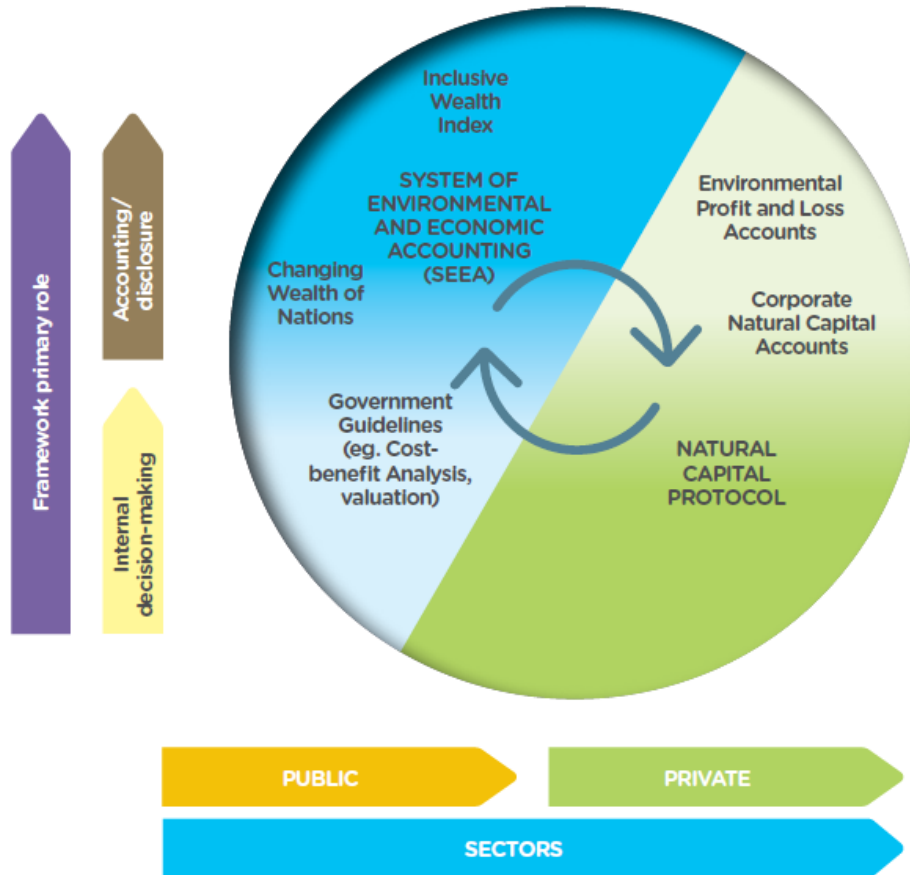 Inclusive
Wealth
Index
SYSTEM OF
ENVIRONMENTAL
AND ECONOMIC
ACCOUNTING
(SEEA)
Changing
Wealth of
Nations
Government
Guidelines
(eg. Cost-
benefit Analysis,
valuation)
Environmental
Profit and Loss
Accounts
Corporate
Natural Capital
Accounts
NATURAL
CAPITAL
PROTOCOL
Framework primary role
Accounting/
disclosure
Internal
decision-making
PUBLIC
PRIVATE
SECTORS